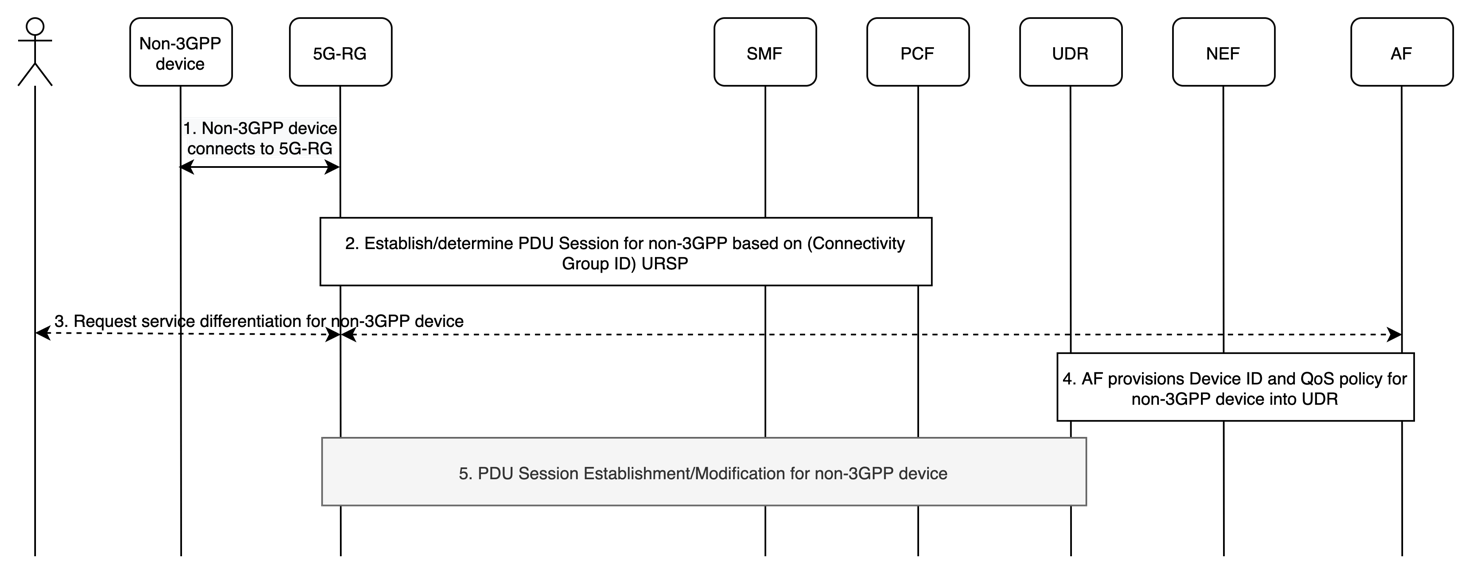 Non-3GPP
device
5G-RG
SMF
PCF
UDR
NEF
AF
1. Non-3GPP device
connects to 5G-RG
2. Establish/determine PDU Session for non-3GPP based on (Connectivity
Group ID) URSP
3. Request service differentiation for non-3GPP device
4. AF provisions Device ID and QoS policy for
non-3GPP device into UDR
5. PDU Session Establishment/Modification for non-3GPP device